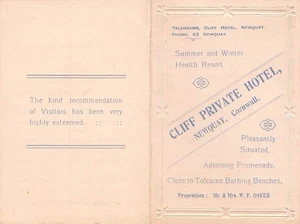 The kind recommendation
of Visitors has been very
highly esteemed. :: ::
TELEGRAMS, CLIFF HOTEL, NEWQUAY.
PHONE, 25 NEWQUAY.
Summer and Winter
Health Resort.
CLIFF PRIVATE HOTEL,
NEWQUAY, Cornwall.
Pleasantly
Situated.
Adjoining Promenade.
Close to Tolcarne Bathing Beaches.
Proprietors : Mr. & Mrs. W. F. OAKES.